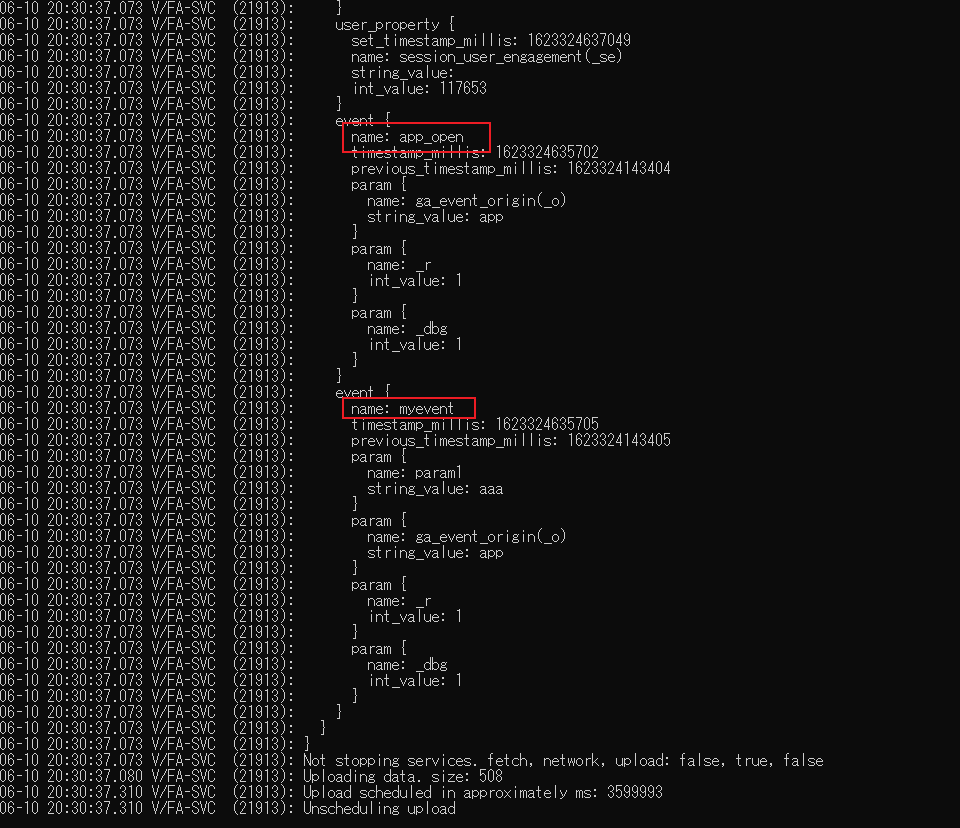 06-10 20:30:37.073 V/FA-SVC  (21913):     }
06-10 20:30:37.073 V/FA-SVC  (21913):     user_property {
06-10 20:30:37.073 V/FA-SVC  (21913):       set_timestamp_millis: 1623324637049
06-10 20:30:37.073 V/FA-SVC  (21913):       name: session_user_engagement(_se)
06-10 20:30:37.073 V/FA-SVC  (21913):       string_value:
06-10 20:30:37.073 V/FA-SVC  (21913):       int_value: 117653
06-10 20:30:37.073 V/FA-SVC  (21913):     }
06-10 20:30:37.073 V/FA-SVC  (21913):     event {
06-10 20:30:37.073 V/FA-SVC  (21913):       name: app_open
06-10 20:30:37.073 V/FA-SVC  (21913):       timestamp_millis: 1623324635702
06-10 20:30:37.073 V/FA-SVC  (21913):       previous_timestamp_millis: 1623324143404
06-10 20:30:37.073 V/FA-SVC  (21913):       param {
06-10 20:30:37.073 V/FA-SVC  (21913):         name: ga_event_origin(_o)
06-10 20:30:37.073 V/FA-SVC  (21913):         string_value: app
06-10 20:30:37.073 V/FA-SVC  (21913):       }
06-10 20:30:37.073 V/FA-SVC  (21913):       param {
06-10 20:30:37.073 V/FA-SVC  (21913):         name: _r
06-10 20:30:37.073 V/FA-SVC  (21913):         int_value: 1
06-10 20:30:37.073 V/FA-SVC  (21913):       }
06-10 20:30:37.073 V/FA-SVC  (21913):       param {
06-10 20:30:37.073 V/FA-SVC  (21913):         name: _dbg
06-10 20:30:37.073 V/FA-SVC  (21913):         int_value: 1
06-10 20:30:37.073 V/FA-SVC  (21913):       }
06-10 20:30:37.073 V/FA-SVC  (21913):     }
06-10 20:30:37.073 V/FA-SVC  (21913):     event {
06-10 20:30:37.073 V/FA-SVC  (21913):       name: myevent
06-10 20:30:37.073 V/FA-SVC  (21913):       timestamp_millis: 1623324635705
06-10 20:30:37.073 V/FA-SVC  (21913):       previous_timestamp_millis: 1623324143405
06-10 20:30:37.073 V/FA-SVC  (21913):       param {
06-10 20:30:37.073 V/FA-SVC  (21913):         name: param1
06-10 20:30:37.073 V/FA-SVC  (21913):         string_value: aaa
06-10 20:30:37.073 V/FA-SVC  (21913):       }
06-10 20:30:37.073 V/FA-SVC  (21913):       param {
06-10 20:30:37.073 V/FA-SVC  (21913):         name: ga_event_origin(_o)
06-10 20:30:37.073 V/FA-SVC  (21913):         string_value: app
06-10 20:30:37.073 V/FA-SVC  (21913):       }
06-10 20:30:37.073 V/FA-SVC  (21913):       param {
06-10 20:30:37.073 V/FA-SVC  (21913):         name: _r
06-10 20:30:37.073 V/FA-SVC  (21913):         int_value: 1
06-10 20:30:37.073 V/FA-SVC  (21913):       }
06-10 20:30:37.073 V/FA-SVC  (21913):       param {
06-10 20:30:37.073 V/FA-SVC  (21913):         name: _dbg
06-10 20:30:37.073 V/FA-SVC  (21913):         int_value: 1
06-10 20:30:37.073 V/FA-SVC  (21913):       }
06-10 20:30:37.073 V/FA-SVC  (21913):     }
06-10 20:30:37.073 V/FA-SVC  (21913):   }
06-10 20:30:37.073 V/FA-SVC  (21913): }
06-10 20:30:37.073 V/FA-SVC  (21913): Not stopping services. fetch, network, upload: false, true, false
06-10 20:30:37.080 V/FA-SVC  (21913): Uploading data. size: 508
06-10 20:30:37.310 V/FA-SVC  (21913): Upload scheduled in approximately ms: 3599993
06-10 20:30:37.310 V/FA-SVC  (21913): Unscheduling upload